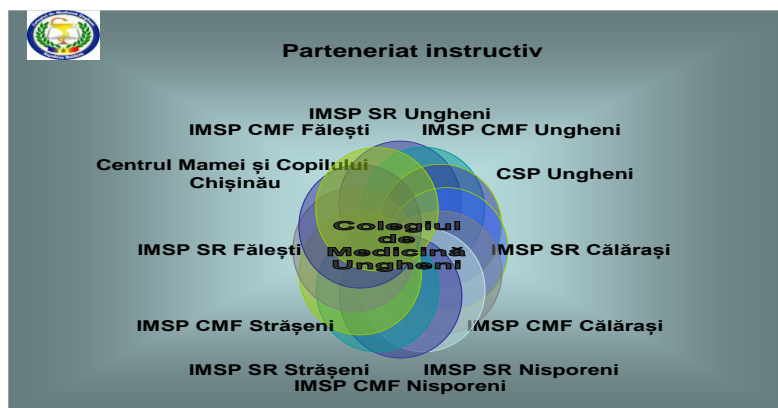 Parteneriat instructiv
IMSP SR Ungheni
IMSP CMF Fălești
IMSP CMF Ungheni
Centrul Mamei și Copilului
Chișinău
CSP Ungheni
Colegiul
de
Medicină
Ungheni
IMSP SR Fălești
IMSP SR Călărași
IMSP CMF Strășeni
IMSP CMF Călărași
IMSP SR Strășeni
IMSP SR Nisporeni
IMSP CMF Nisporeni